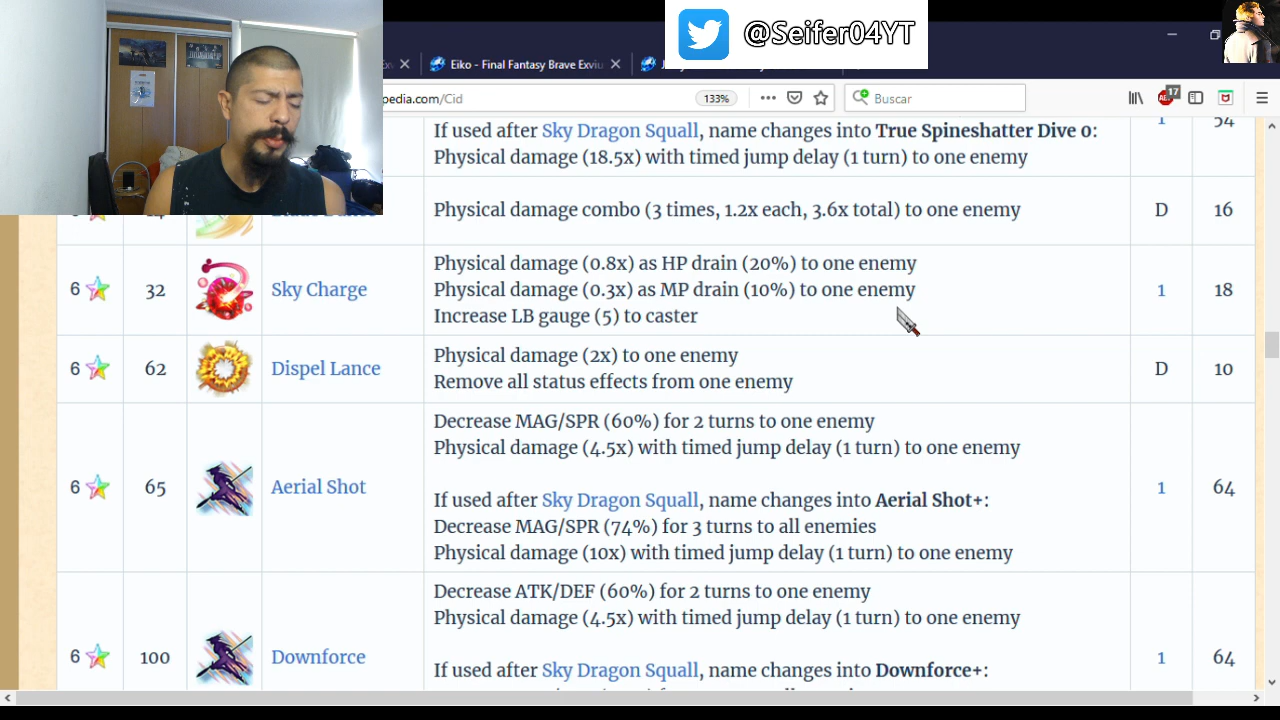 @Seifer04YT
Eiko - Final Fantasy Brave Exviu
pedia.com/Cid
133%
Buscar
17
If used after Sky Dragon Squall, name changes into True Spineshatter Dive 0:
Physical damage (18.5x) with timed jump delay (1 turn) to one enemy
1
54
Physical damage combo (3 times, 1.2x each, 3.6x total) to one enemy
D
16
6
32
Sky Charge
Physical damage (0.8x) as HP drain (20%) to one enemy
Physical damage (0.3x) as MP drain (10%) to one enemy
Increase LB gauge (5) to caster
1
18
6
62
Dispel Lance
Physical damage (2x) to one enemy
Remove all status effects from one enemy
D
10
6
65
Aerial Shot
Decrease MAG/SPR (60%) for 2 turns to one enemy
Physical damage (4.5x) with timed jump delay (1 turn) to one enemy
If used after Sky Dragon Squall, name changes into Aerial Shot+:
Decrease MAG/SPR (74%) for 3 turns to all enemies
Physical damage (10x) with timed jump delay (1 turn) to one enemy
1
64
6
100
Downforce
Decrease ATK/DEF (60%) for 2 turns to one enemy
Physical damage (4.5x) with timed jump delay (1 turn) to one enemy
If used after Sky Dragon Squall, name changes into Downforce+:
1
64